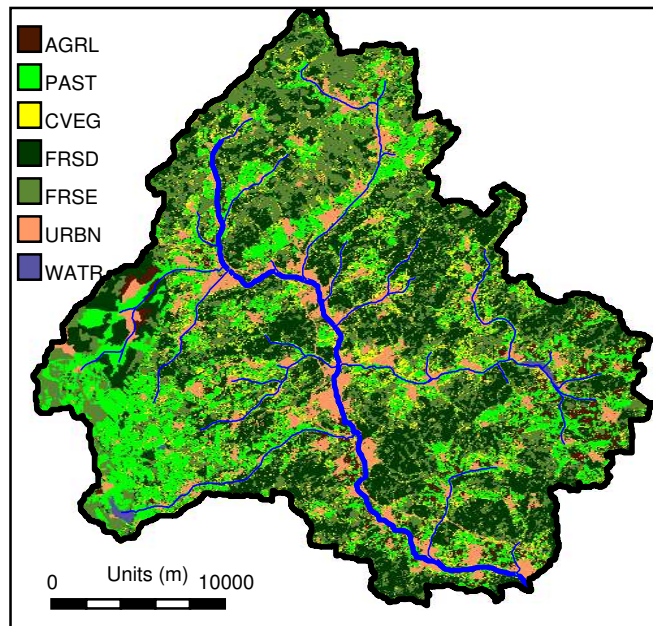 AGRL
PAST
CVEG
FRSD
FRSE
URBN
WATR
0 Units (m) 10000